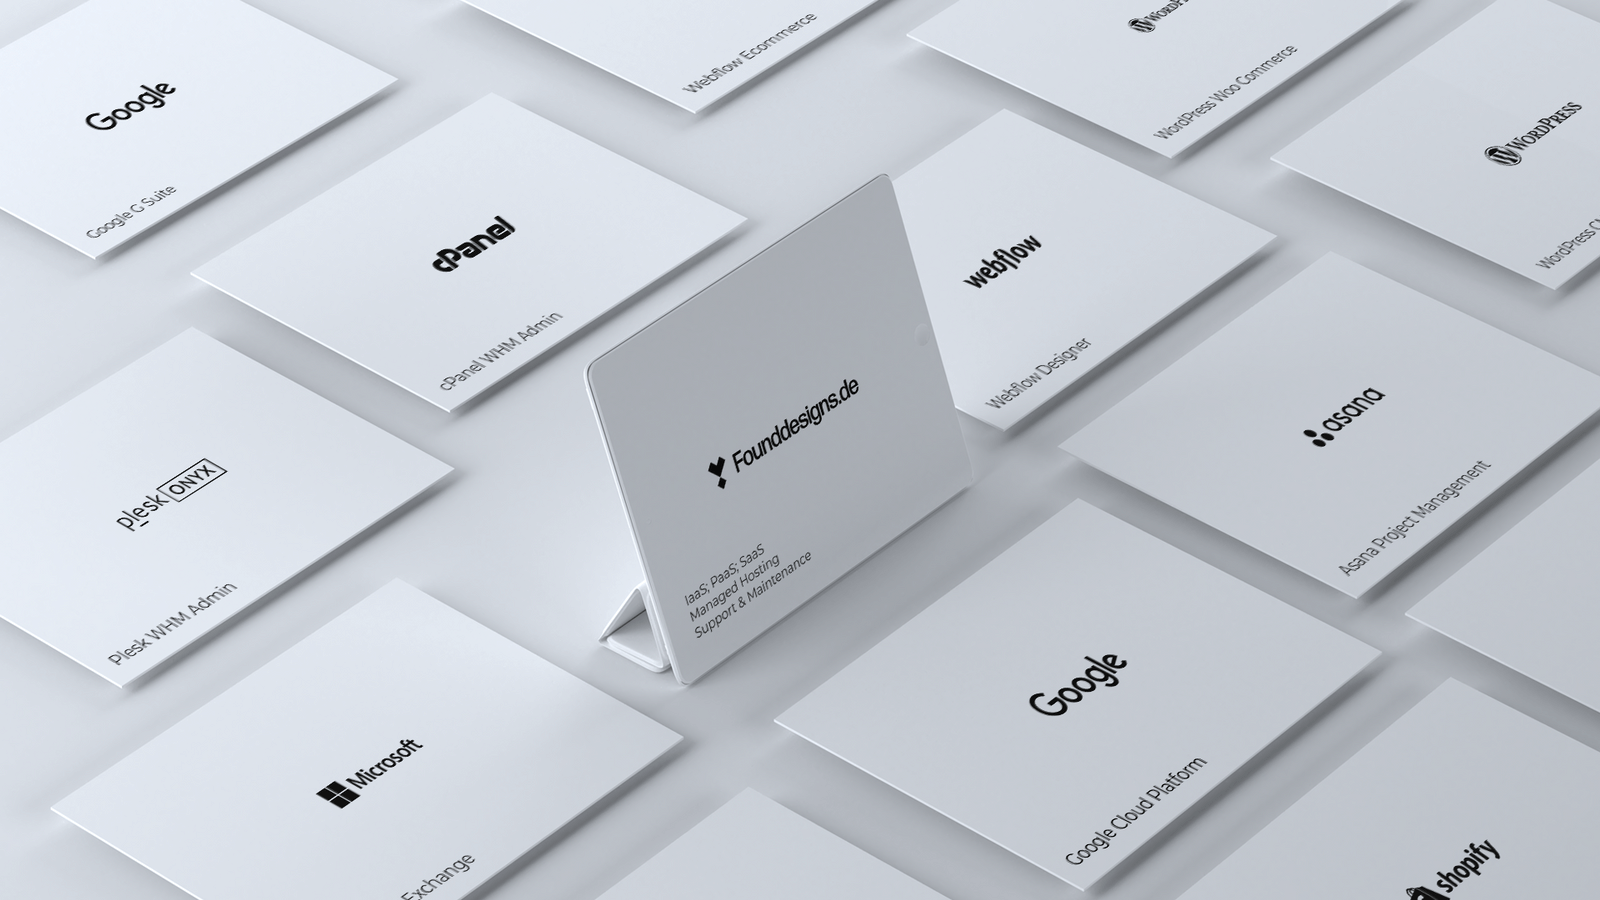 Google
Google G Suite
Webflow Ecommerce
WordPress Woo Commerce
WORDPRESS
WordPress
cPanel
cPanel WHM Admin
webflow
Webflow Designer
asana
Asana Project Management
Founddesigns.de
IaaS; PaaS; SaaS
Managed Hosting
Support & Maintenance
plesk ONYX
Plesk WHM Admin
Microsoft
Exchange
Google
Google Cloud Platform
shopify